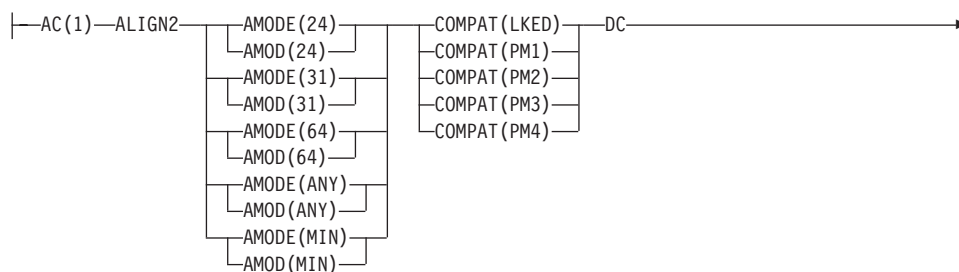 AC(1) ALIGN2 AMODE(24) COMPAT(LKED) DC
AMOD(24) COMPAT(PM1)
AMODE(31) COMPAT(PM2)
AMOD(31) COMPAT(PM3)
AMODE(64) COMPAT(PM4)
AMOD(64)
AMODE(ANY)
AMOD(ANY)
AMODE(MIN)
AMOD(MIN)